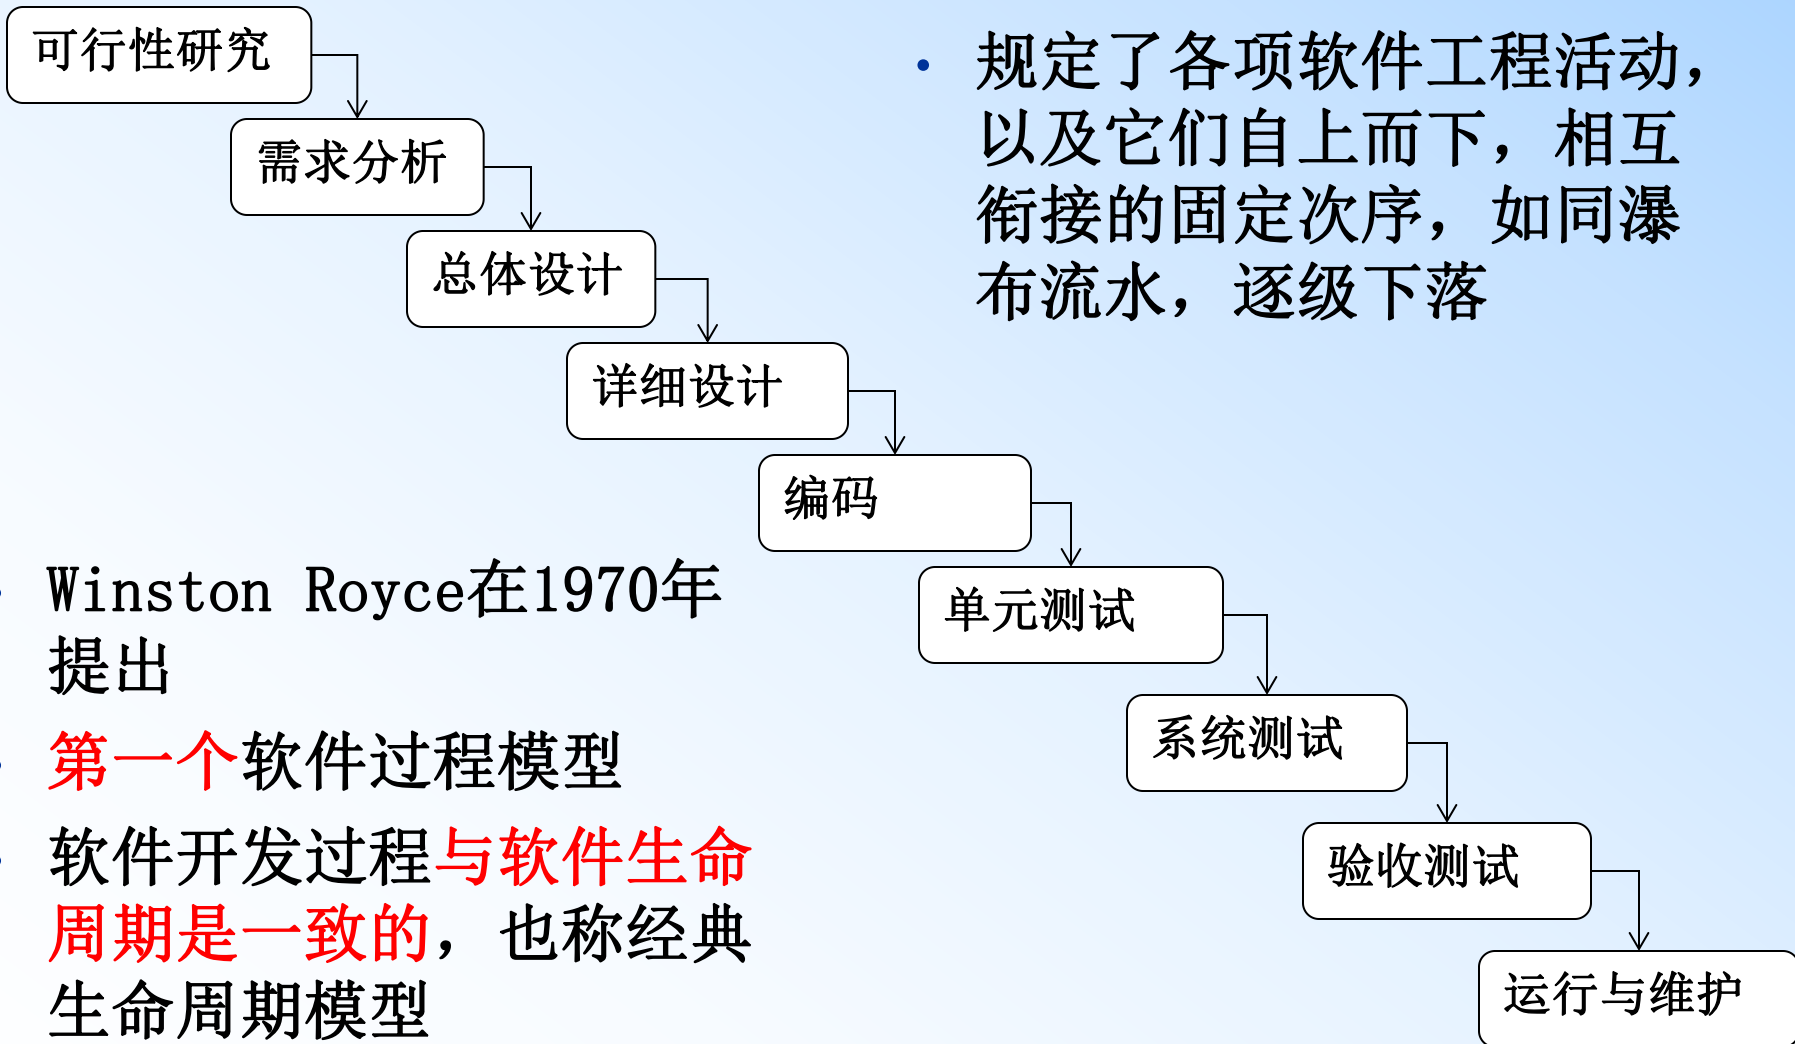 可行性研究
需求分析
总体设计
详细设计
编码
单元测试
系统测试
验收测试
运行与维护
• 规定了各项软件工程活动，
以及它们自上而下，相互
衔接的固定次序，如同瀑
布流水，逐级下落
• Winston Royce在1970年
提出
• 第一个软件过程模型
• 软件开发过程与软件生命
周期是一致的，也称经典
生命周期模型